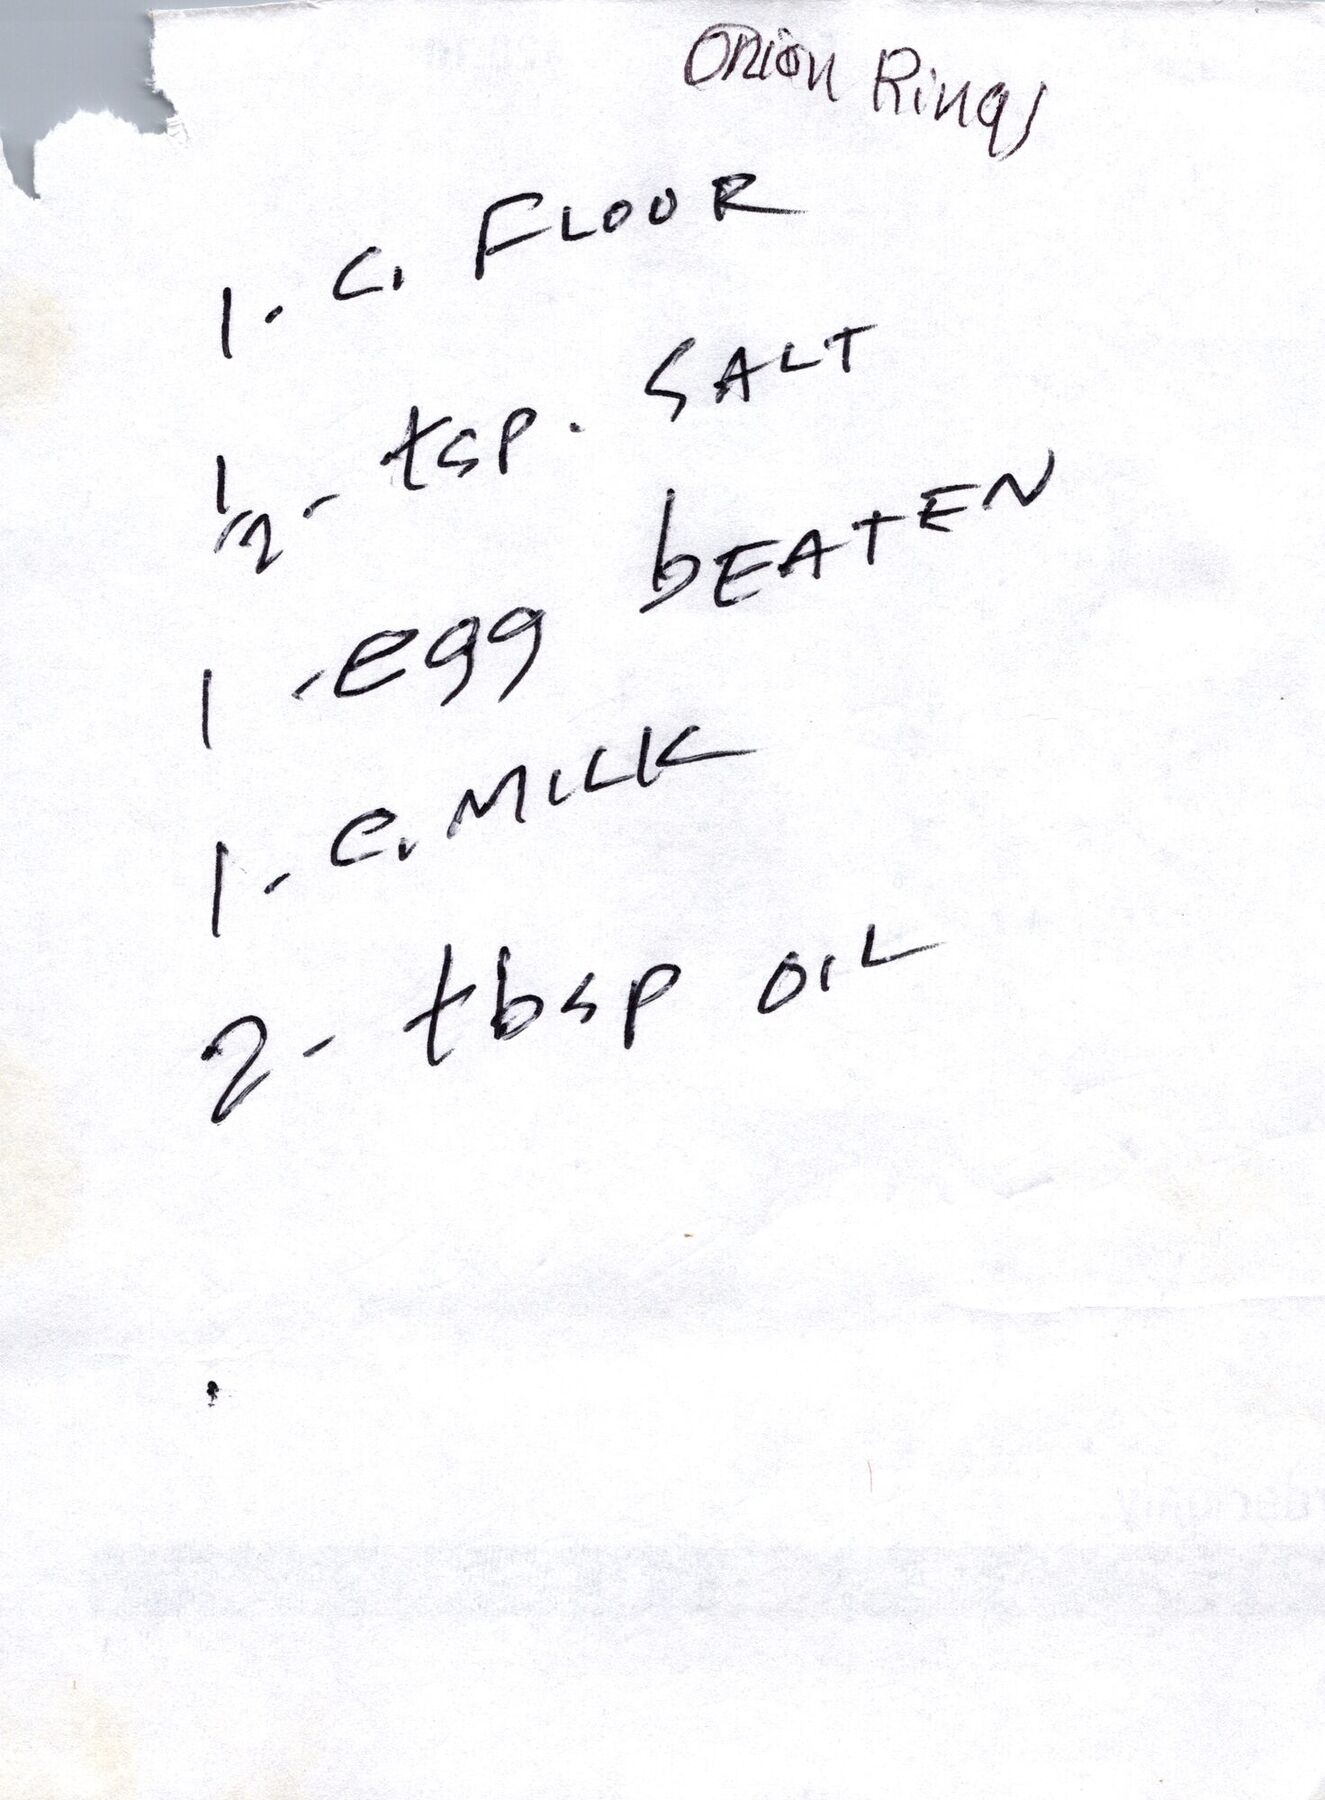 Onion Rings
1. c. FLOUR
1/2 - tsp. SALT
1 - egg bEATEN
1 - c. MILK
2 - tbsp OIL